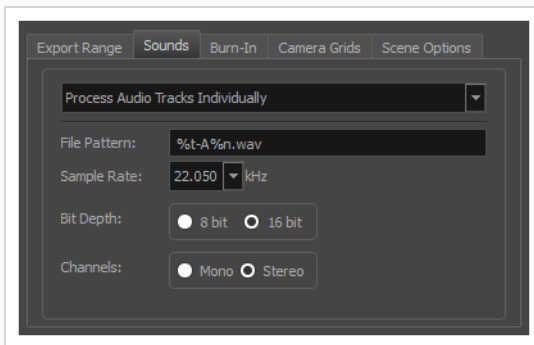 Export Range Sounds Burn-In Camera Grids Scene Options
Process Audio Tracks Individually
File Pattern: %t-A%n.wav
Sample Rate: 22.050 kHz
Bit Depth: 8 bit 16 bit
Channels: Mono Stereo